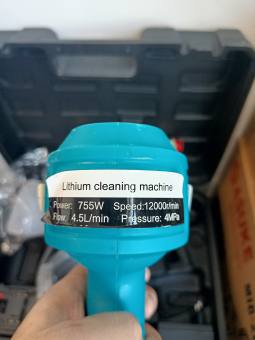 Lithium cleaning machine
Power: 755W Speed:12000r/min
Flow: 4.5L/min Pressure: 4MPa